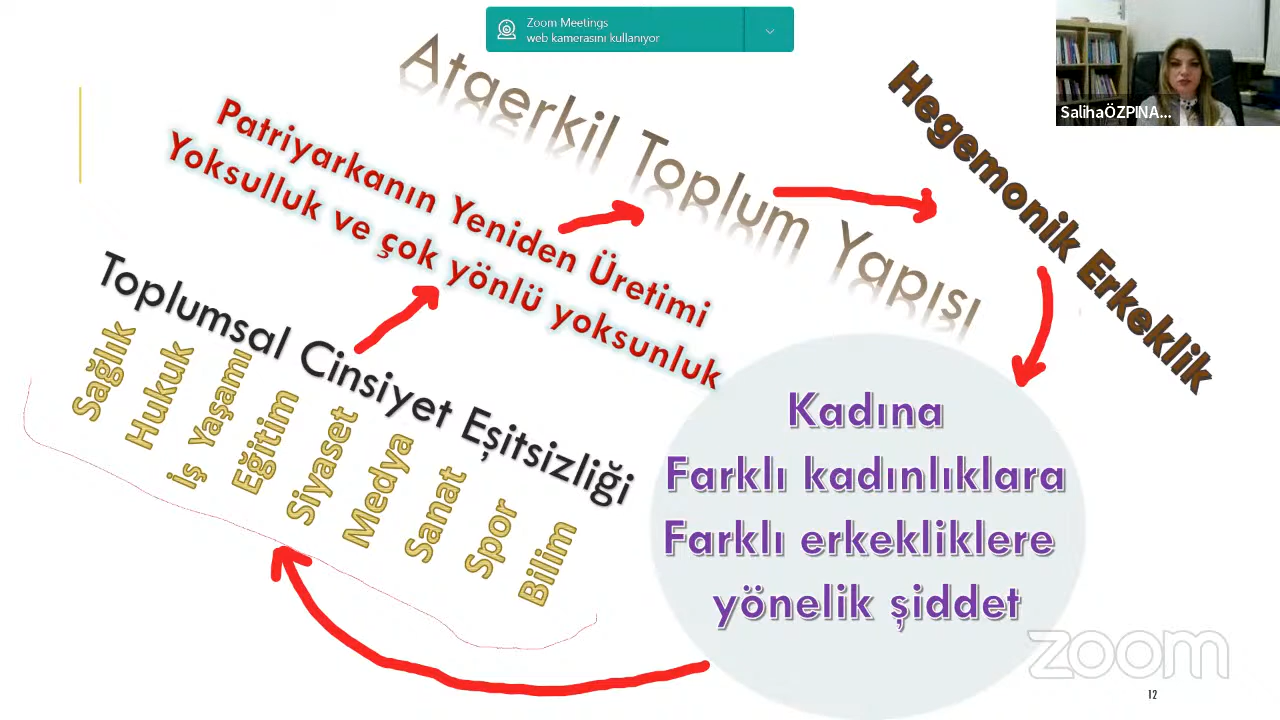 Zoom Meetings
web kamerasını kullanıyor
SalihaÖZPINA...
Ataerkil Toplum Yapısı
Hegemonik Erkeklik
Patriyarkanın Yeniden Üretimi
Yoksulluk ve çok yönlü yoksunluk
Toplumsal Cinsiyet Eşitsizliği
Sağlık
Hukuk
İş Yaşamı
Eğitim
Siyaset
Medya
Sanat
Spor
Bilim
Kadına
Farklı kadınlıklara
Farklı erkekliklere
yönelik şiddet
zoom
12